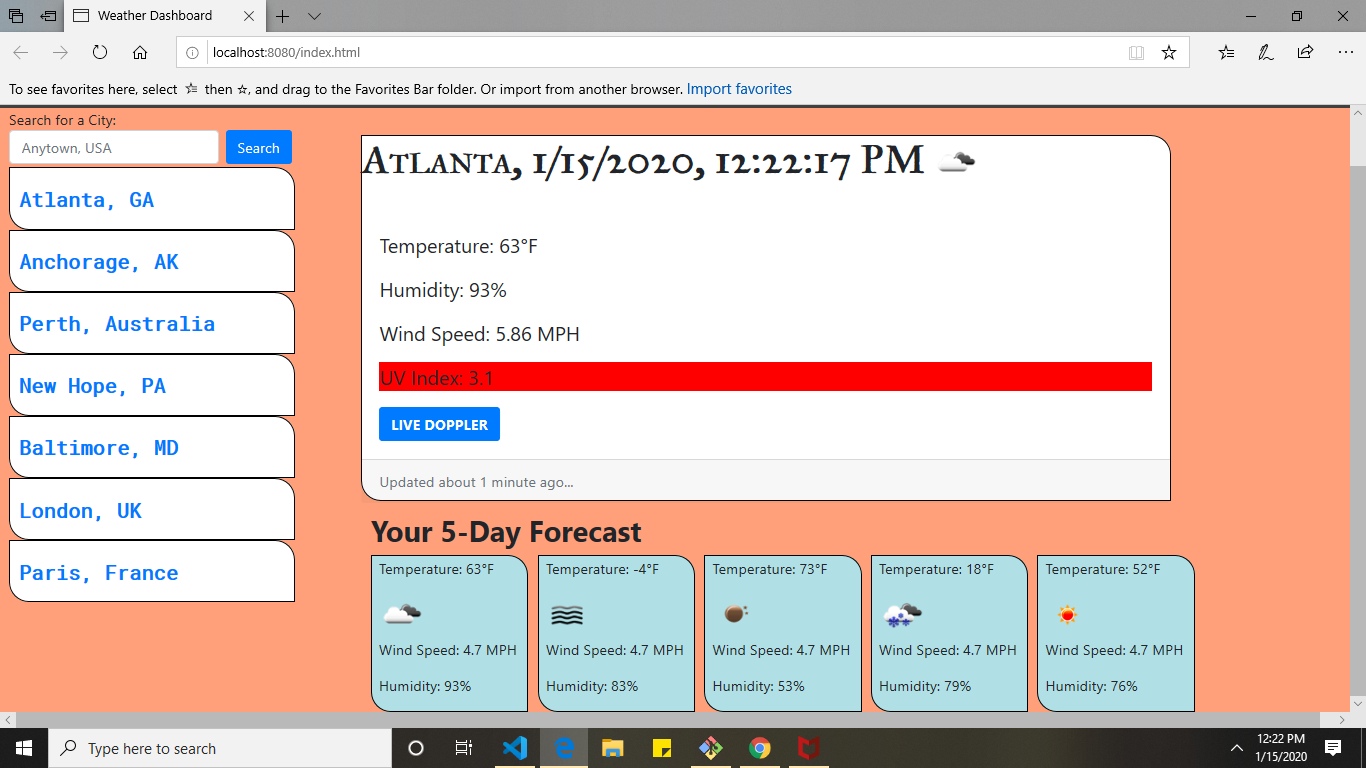 Weather Dashboard
localhost:8080/index.html
To see favorites here, select then , and drag to the Favorites Bar folder. Or import from another browser. Import favorites
Search for a City:
Anytown, USA Search
Atlanta, GA
Anchorage, AK
Perth, Australia
New Hope, PA
Baltimore, MD
London, UK
Paris, France
Atlanta, 1/15/2020, 12:22:17 PM
Temperature: 63°F
Humidity: 93%
Wind Speed: 5.86 MPH
UV Index: 3.1
LIVE DOPPLER
Updated about 1 minute ago...
Your 5-Day Forecast
Temperature: 63°F
Wind Speed: 4.7 MPH
Humidity: 93%
Temperature: -4°F
Wind Speed: 4.7 MPH
Humidity: 83%
Temperature: 73°F
Wind Speed: 4.7 MPH
Humidity: 53%
Temperature: 18°F
Wind Speed: 4.7 MPH
Humidity: 79%
Temperature: 52°F
Wind Speed: 4.7 MPH
Humidity: 76%
Type here to search
12:22 PM
1/15/2020